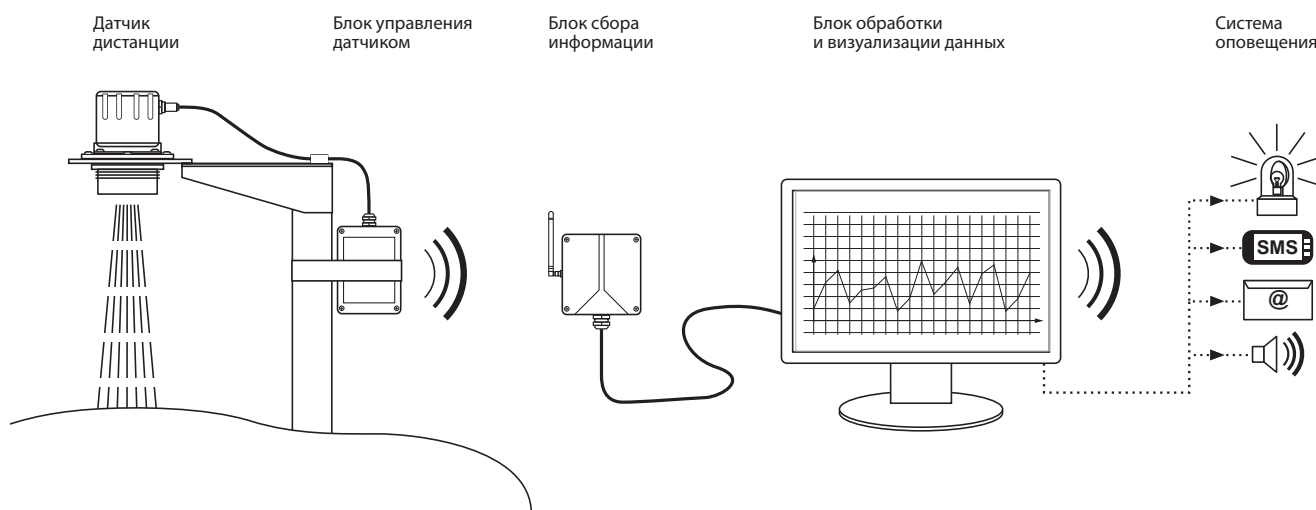 Датчик
дистанции
Блок управления
датчиком
Блок сбора
информации
Блок обработки
и визуализации данных
Система
оповещения
SMS
@